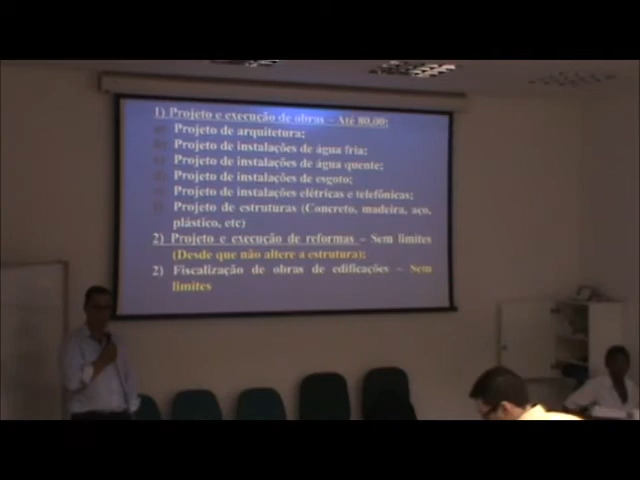 1) Projeto e execução de obras – Até 80,00;
Projeto de arquitetura;
Projeto de instalações de água fria;
Projeto de instalações de água quente;
Projeto de instalações de esgoto;
Projeto de instalações elétricas e telefônicas;
Projeto de estruturas (Concreto, madeira, aço,
plástico, etc)
2) Projeto e execução de reformas – Sem limites
(Desde que não altere a estrutura);
2) Fiscalização de obras de edificações – Sem
limites